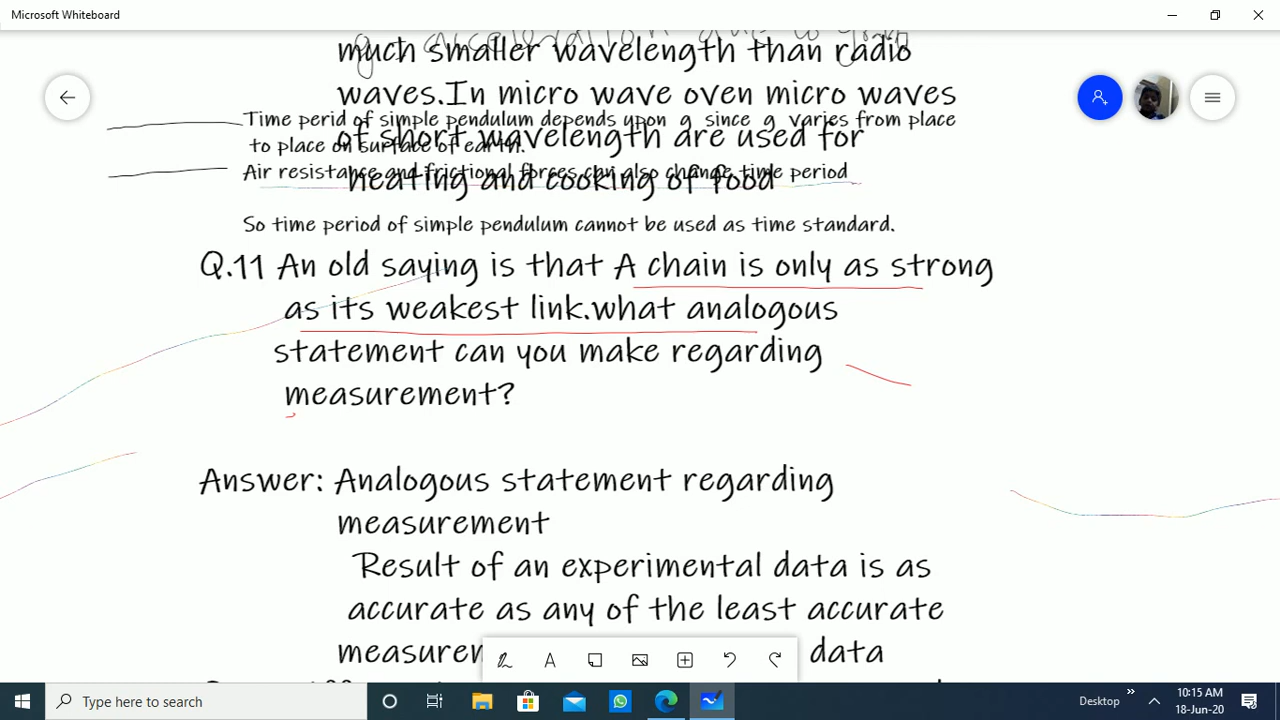 Microsoft Whiteboard
much smaller wavelength than radio
waves.In micro wave oven micro waves
Time perid of simple pendulum depends upon g since g varies from place
of short wavelength are used for
to place on surface of earth.
Air resistance and frictional forces can also change time period
heating and cooking of food
So time period of simple pendulum cannot be used as time standard.
Q.11 An old saying is that A chain is only as strong
as its weakest link.what analogous
statement can you make regarding
measurement?
Answer: Analogous statement regarding
measurement
Result of an experimental data is as
accurate as any of the least accurate
data
Type here to search
Desktop
10:15 AM
18-Jun-20